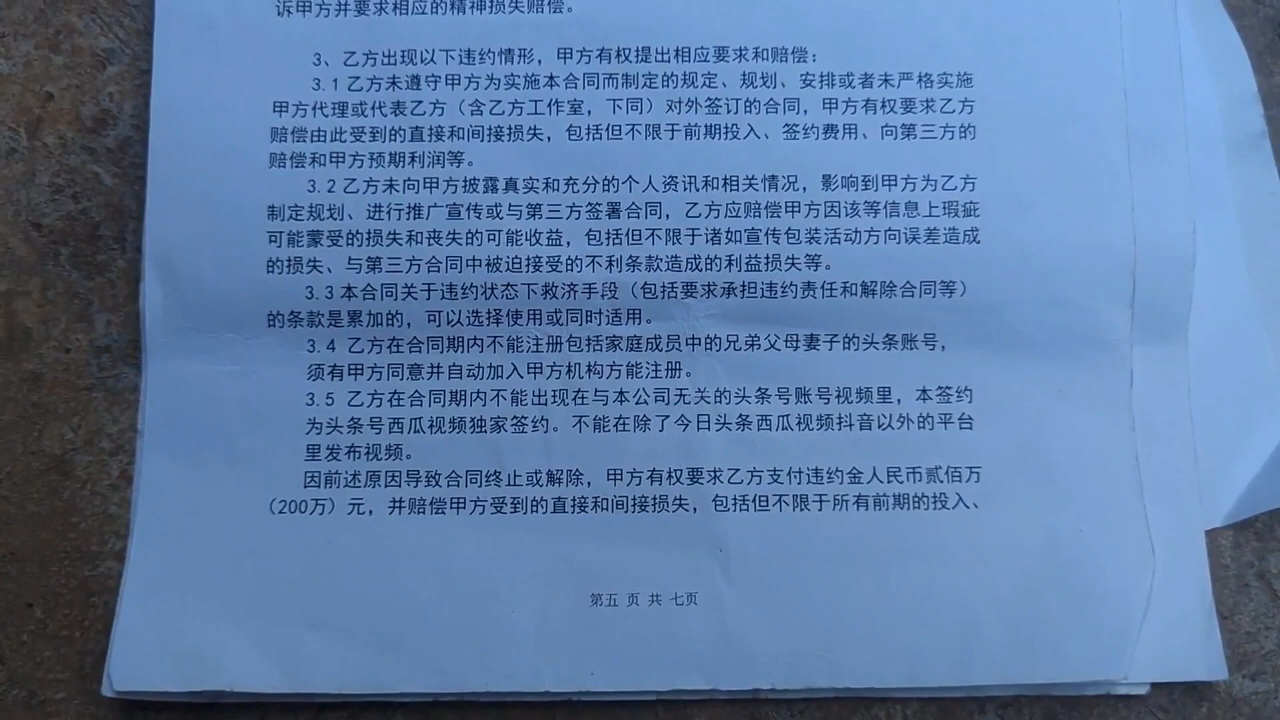 诉甲方并要求相应的精神损失赔偿。
3、乙方出现以下违约情形，甲方有权提出相应要求和赔偿：
3.1 乙方未遵守甲方为实施本合同而制定的规定、规划、安排或者未严格实施
甲方代理或代表乙方（含乙方工作室，下同）对外签订的合同，甲方有权要求乙方
赔偿由此受到的直接和间接损失，包括但不限于前期投入、签约费用、向第三方的
赔偿和甲方预期利润等。
3.2 乙方未向甲方披露真实和充分的个人资讯和相关情况，影响到甲方为乙方
制定规划、进行推广宣传或与第三方签署合同，乙方应赔偿甲方因该等信息上瑕疵
可能蒙受的损失和丧失的可能收益，包括但不限于诸如宣传包装活动方向误差造成
的损失、与第三方合同中被迫接受的不利条款造成的利益损失等。
3.3 本合同关于违约状态下救济手段（包括要求承担违约责任和解除合同等）
的条款是累加的，可以选择使用或同时适用。
3.4 乙方在合同期内不能注册包括家庭成员中的兄弟父母妻子的头条账号，
须有甲方同意并自动加入甲方机构方能注册。
3.5 乙方在合同期内不能出现在与本公司无关的头条号账号视频里，本签约
为头条号西瓜视频独家签约。不能在除了今日头条西瓜视频抖音以外的平台
里发布视频。
因前述原因导致合同终止或解除，甲方有权要求乙方支付违约金人民币贰佰万
（200万）元，并赔偿甲方受到的直接和间接损失，包括但不限于所有前期的投入、
第五 页 共 七页